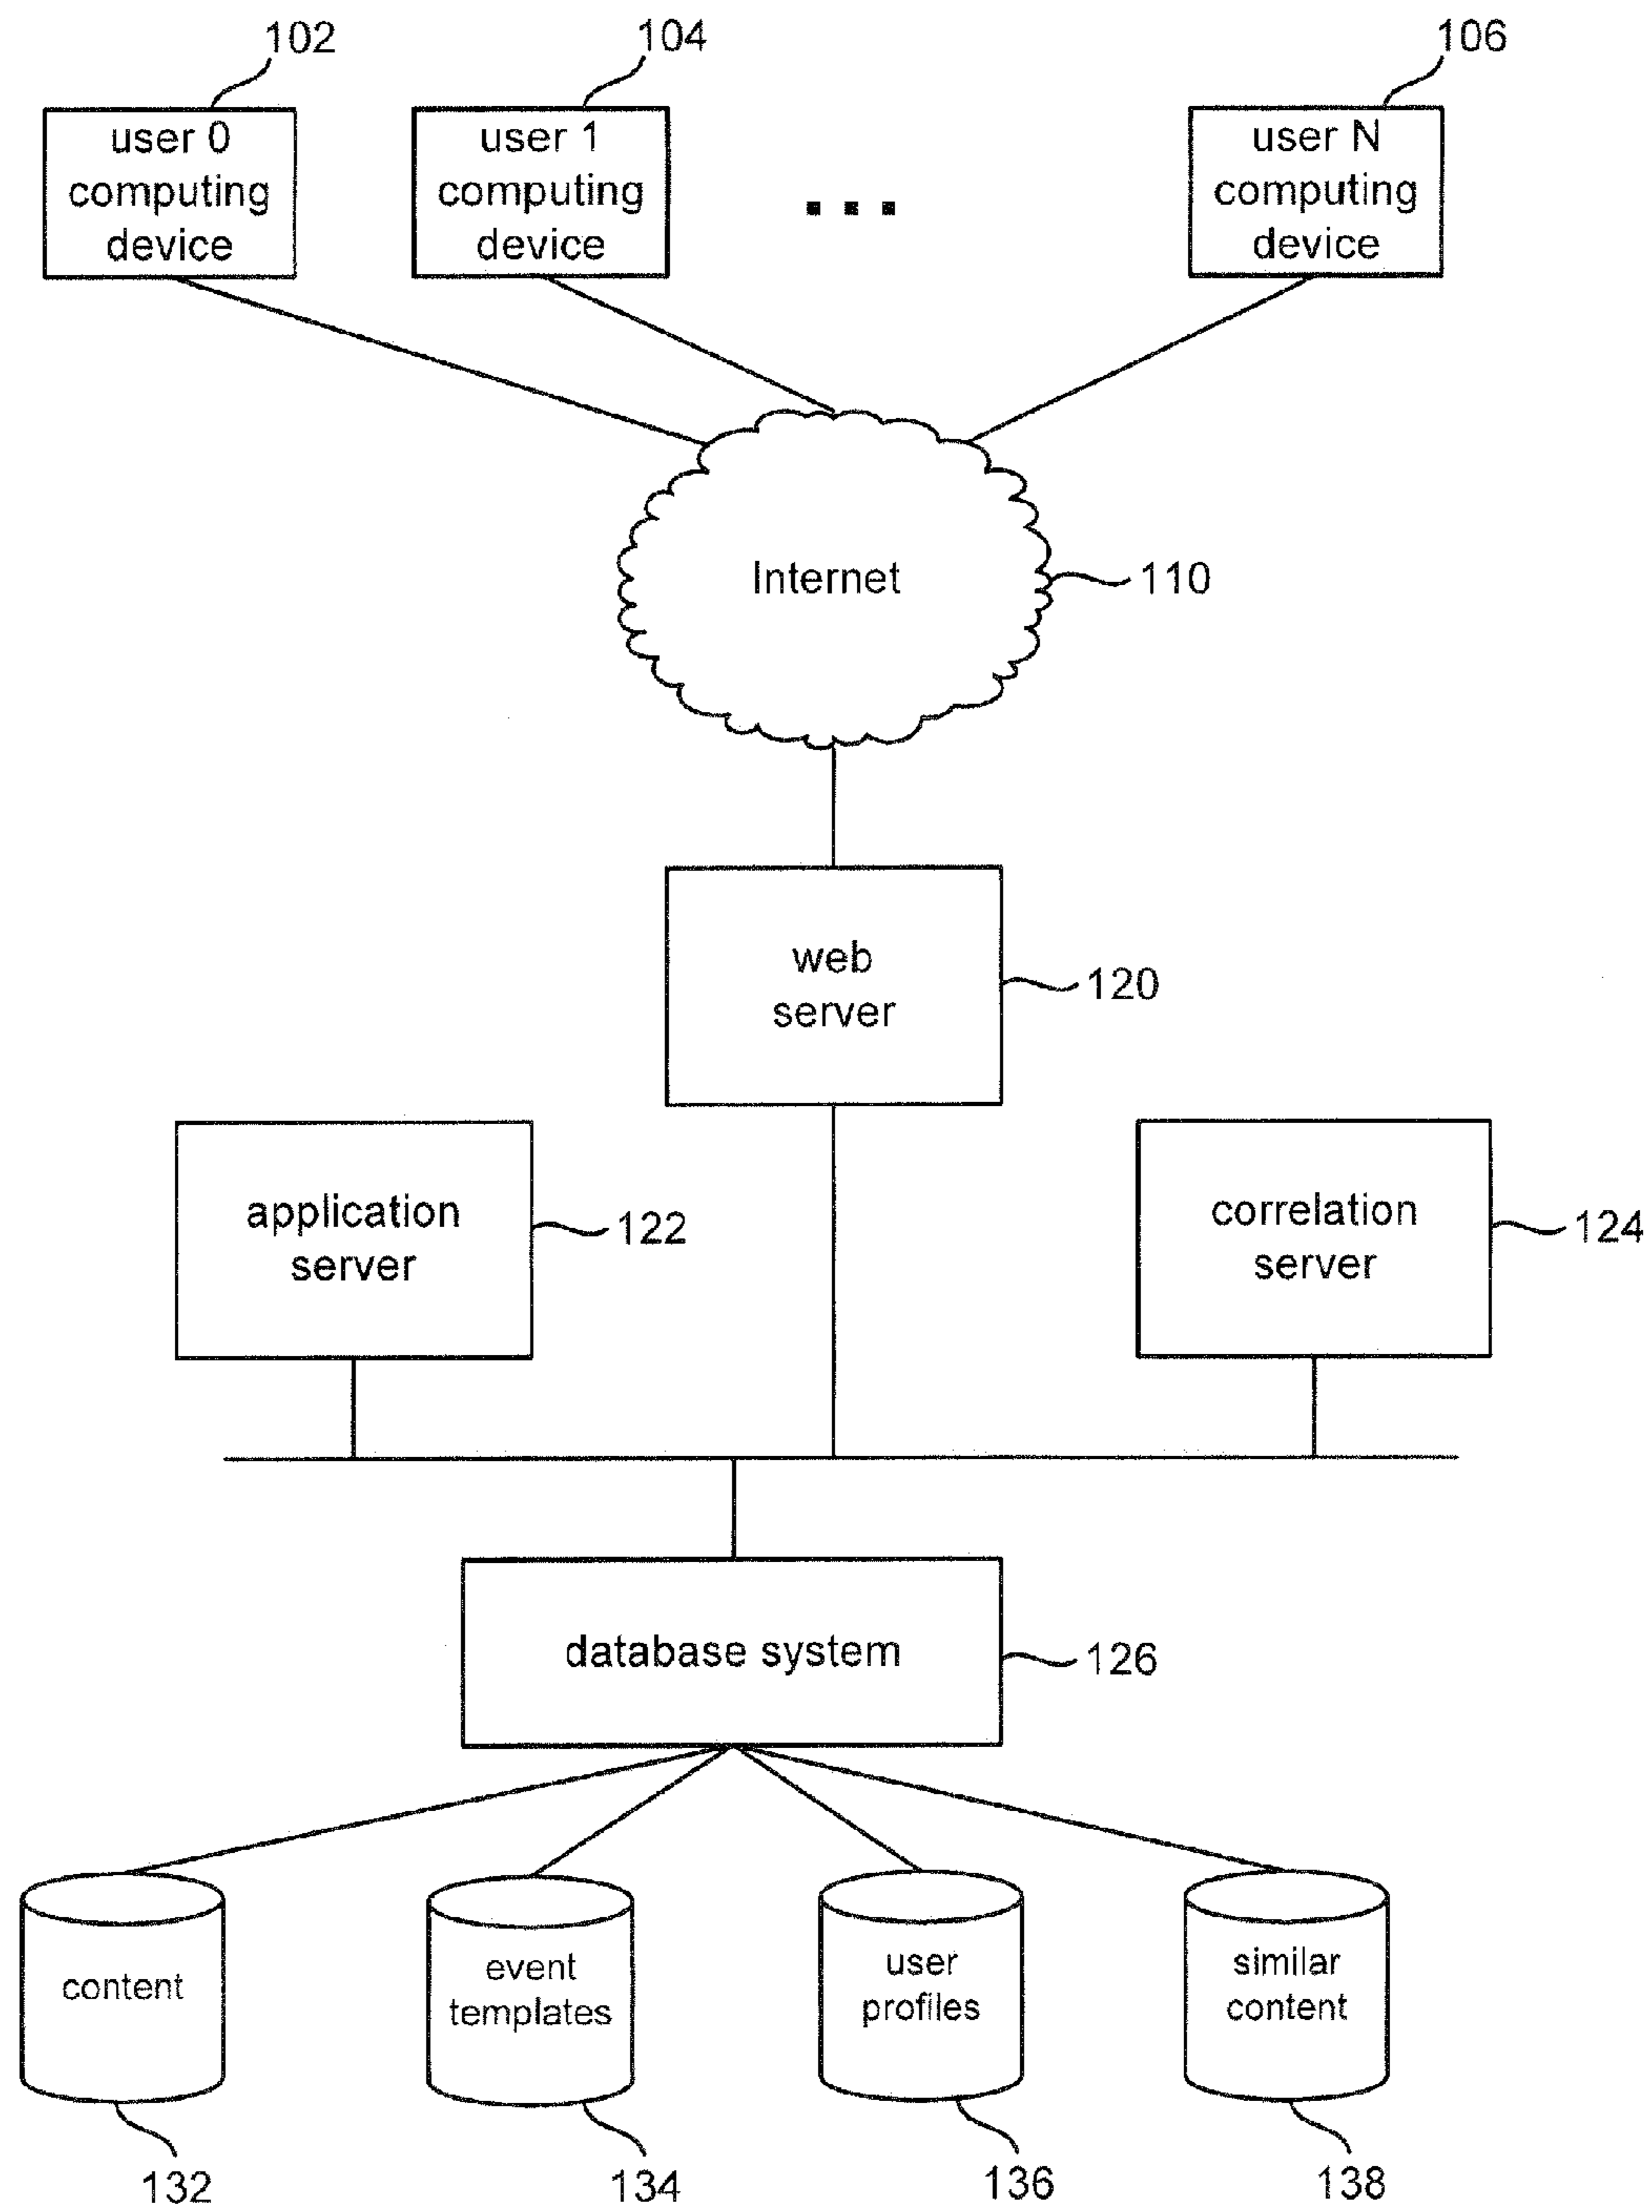 102
104
106
user 0
computing
device
user 1
computing
device
...
user N
computing
device
Internet
110
web
server
120
application
server
122
correlation
server
124
database system
126
content
event
templates
user
profiles
similar
content
132
134
136
138